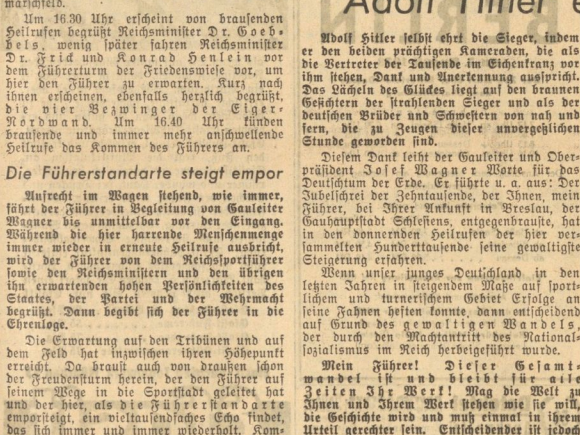 marschfeld.
Um 16.30 Uhr erscheint von brausenden
Heilrufen begrüßt Reichsminister Dr. Goeb-
bels, wenig später fahren Reichsminister
Dr. Frick und Konrad Henlein vor
dem Führerturm der Friedenswiese vor, um
hier den Führer zu erwarten. Kurz nach
ihnen erscheinen, ebenfalls herzlich begrüßt,
die vier Bezwinger der Eiger-
Nordwand. Um 16.40 Uhr künden
brausende und immer mehr anschwellende
Heilrufe das Kommen des Führers an.
Die Führerstandarte steigt empor
Aufrecht im Wagen stehend, wie immer,
fährt der Führer in Begleitung von Gauleiter
Wagner bis unmittelbar vor den Eingang.
Während die hier harrende Menschenmenge
immer wieder in erneute Heilrufe ausbricht,
wird der Führer von dem Reichssportführer
sowie den Reichsministern und den übrigen
ihn erwartenden hohen Persönlichkeiten des
Staates, der Partei und der Wehrmacht
begrüßt. Dann begibt sich der Führer in die
Ehrenloge.
Die Erwartung auf den Tribünen und auf
dem Feld hat inzwischen ihren Höhepunkt
erreicht. Da braust auch von draußen schon
der Freudensturm herein, der den Führer auf
seinem Wege in die Sportstadt geleitet hat
und der hier, als die Führerstandarte
emporsteigt, ein vieltausendfaches Echo findet,
das sich immer und immer wiederholt. Kom-
Adolf Hitler
Adolf Hitler selbst ehrt die Sieger, indem
er den beiden prächtigen Kameraden, die als
die Vertreter der Tausende im Eichenkranz vor
ihm stehen, Dank und Anerkennung ausspricht.
Das Lächeln des Glückes liegt auf den braunen
Gesichtern der strahlenden Sieger und als der
deutschen Brüder und Schwestern von nah und
fern, die zu Zeugen dieser unvergeßlichen
Stunde geworden sind.
Diesem Dank leiht der Gauleiter und Ober-
präsident Josef Wagner Worte für das
Deutschtum der Erde. Er führte u. a. aus: Der
Jubelschrei der Zehntausende, der Ihnen, mein
Führer, bei Ihrer Ankunft in Breslau, der
Gauhauptstadt Schlesiens, entgegenbrauste, hat
in den donnernden Heilrufen der hier ver-
sammelten Hunderttausende seine gewaltigste
Steigerung erfahren.
Wenn unser junges Deutschland in den
letzten Jahren in steigendem Maße auf sport-
lichem und turnerischem Gebiet Erfolge an
seine Fahnen heften konnte, dann entscheidend
auf Grund des gewaltigen Wandels,
der durch den Machtantritt des National-
sozialismus im Reich herbeigeführt wurde.
Mein Führer! Dieser Gesamt-
wandel ist und bleibt für alle
Zeiten Ihr Werk! Mag die Welt zu
Ihnen und Ihrem Werk stehen wie sie will,
die Geschichte wird und muß einmal in ihrem
Urteil gerechter sein. Entscheidender ist jedoch